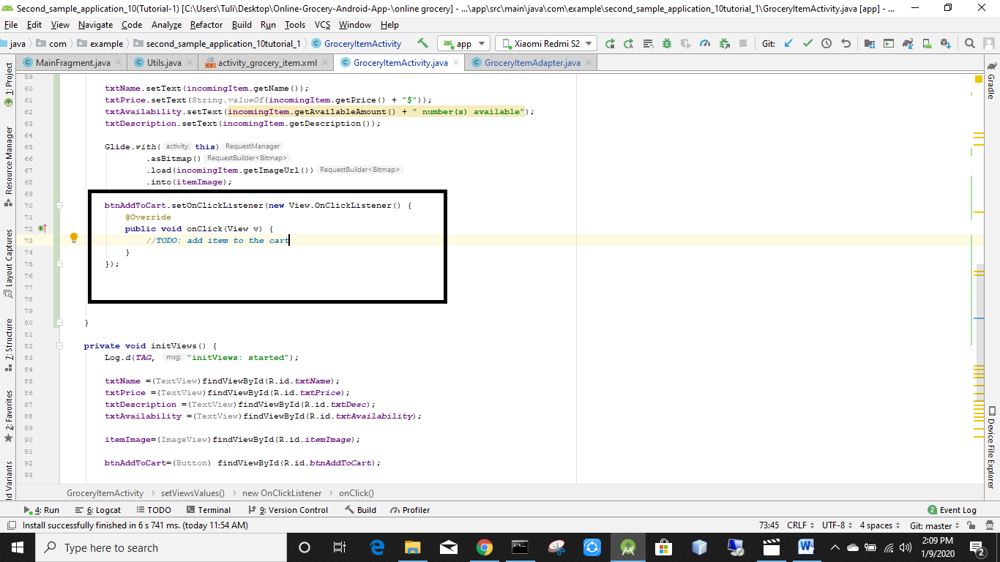 Second_sample_application_10(Tutorial-1) [C:\Users\Tuli\Desktop\Online-Grocery-Android-App-\online grocery] - ...\app\src\main\java\com\example\second_sample_application_10tutorial_1\GroceryItemActivity.java [app] - ...
File Edit View Navigate Code Analyze Refactor Build Run Tools VCS Window Help
java com example second_sample_application_10tutorial_1 GroceryItemActivity app Xiaomi Redmi S2 Git:
MainFragment.java Utils.java activity_grocery_item.xml GroceryItemActivity.java GroceryItemAdapter.java
1: Project
Resource Manager
Layout Captures
7: Structure
2: Favorites
ld Variants
59
60 txtName.setText(incomingItem.getName());
61 txtPrice.setText(String.valueOf(incomingItem.getPrice() + "$"));
62 txtAvailability.setText(incomingItem.getAvailableAmount() + " number(s) available");
63 txtDescription.setText(incomingItem.getDescription());
64
65 Glide.with( activity: this) RequestManager
66 .asBitmap() RequestBuilder<Bitmap>
67 .load(incomingItem.getImageUrl()) RequestBuilder<Bitmap>
68 .into(itemImage);
69
70 btnAddToCart.setOnClickListener(new View.OnClickListener() {
71 @Override
72 public void onClick(View v) {
73 //TODO: add item to the cart
74 }
75 });
76
77
78
79
80 }
81
82 private void initViews() {
83 Log.d(TAG, msg: "initViews: started");
84
85 txtName =(TextView)findViewById(R.id.txtName);
86 txtPrice =(TextView)findViewById(R.id.txtPrice);
87 txtDescription =(TextView)findViewById(R.id.txtDesc);
88 txtAvailability =(TextView)findViewById(R.id.txtAvailability);
89
90 itemImage=(ImageView)findViewById(R.id.itemImage);
91
92 btnAddToCart=(Button) findViewById(R.id.btnAddToCart);
93
Gradle
Device File Explorer
GroceryItemActivity › setViewsValues() › new OnClickListener › onClick()
4: Run 6: Logcat TODO Terminal 9: Version Control Build Profiler 2 Event Log
Install successfully finished in 6 s 741 ms. (today 11:54 AM) 73:45 CRLF UTF-8 4 spaces Git: master
Type here to search
2:09 PM
1/9/2020
2